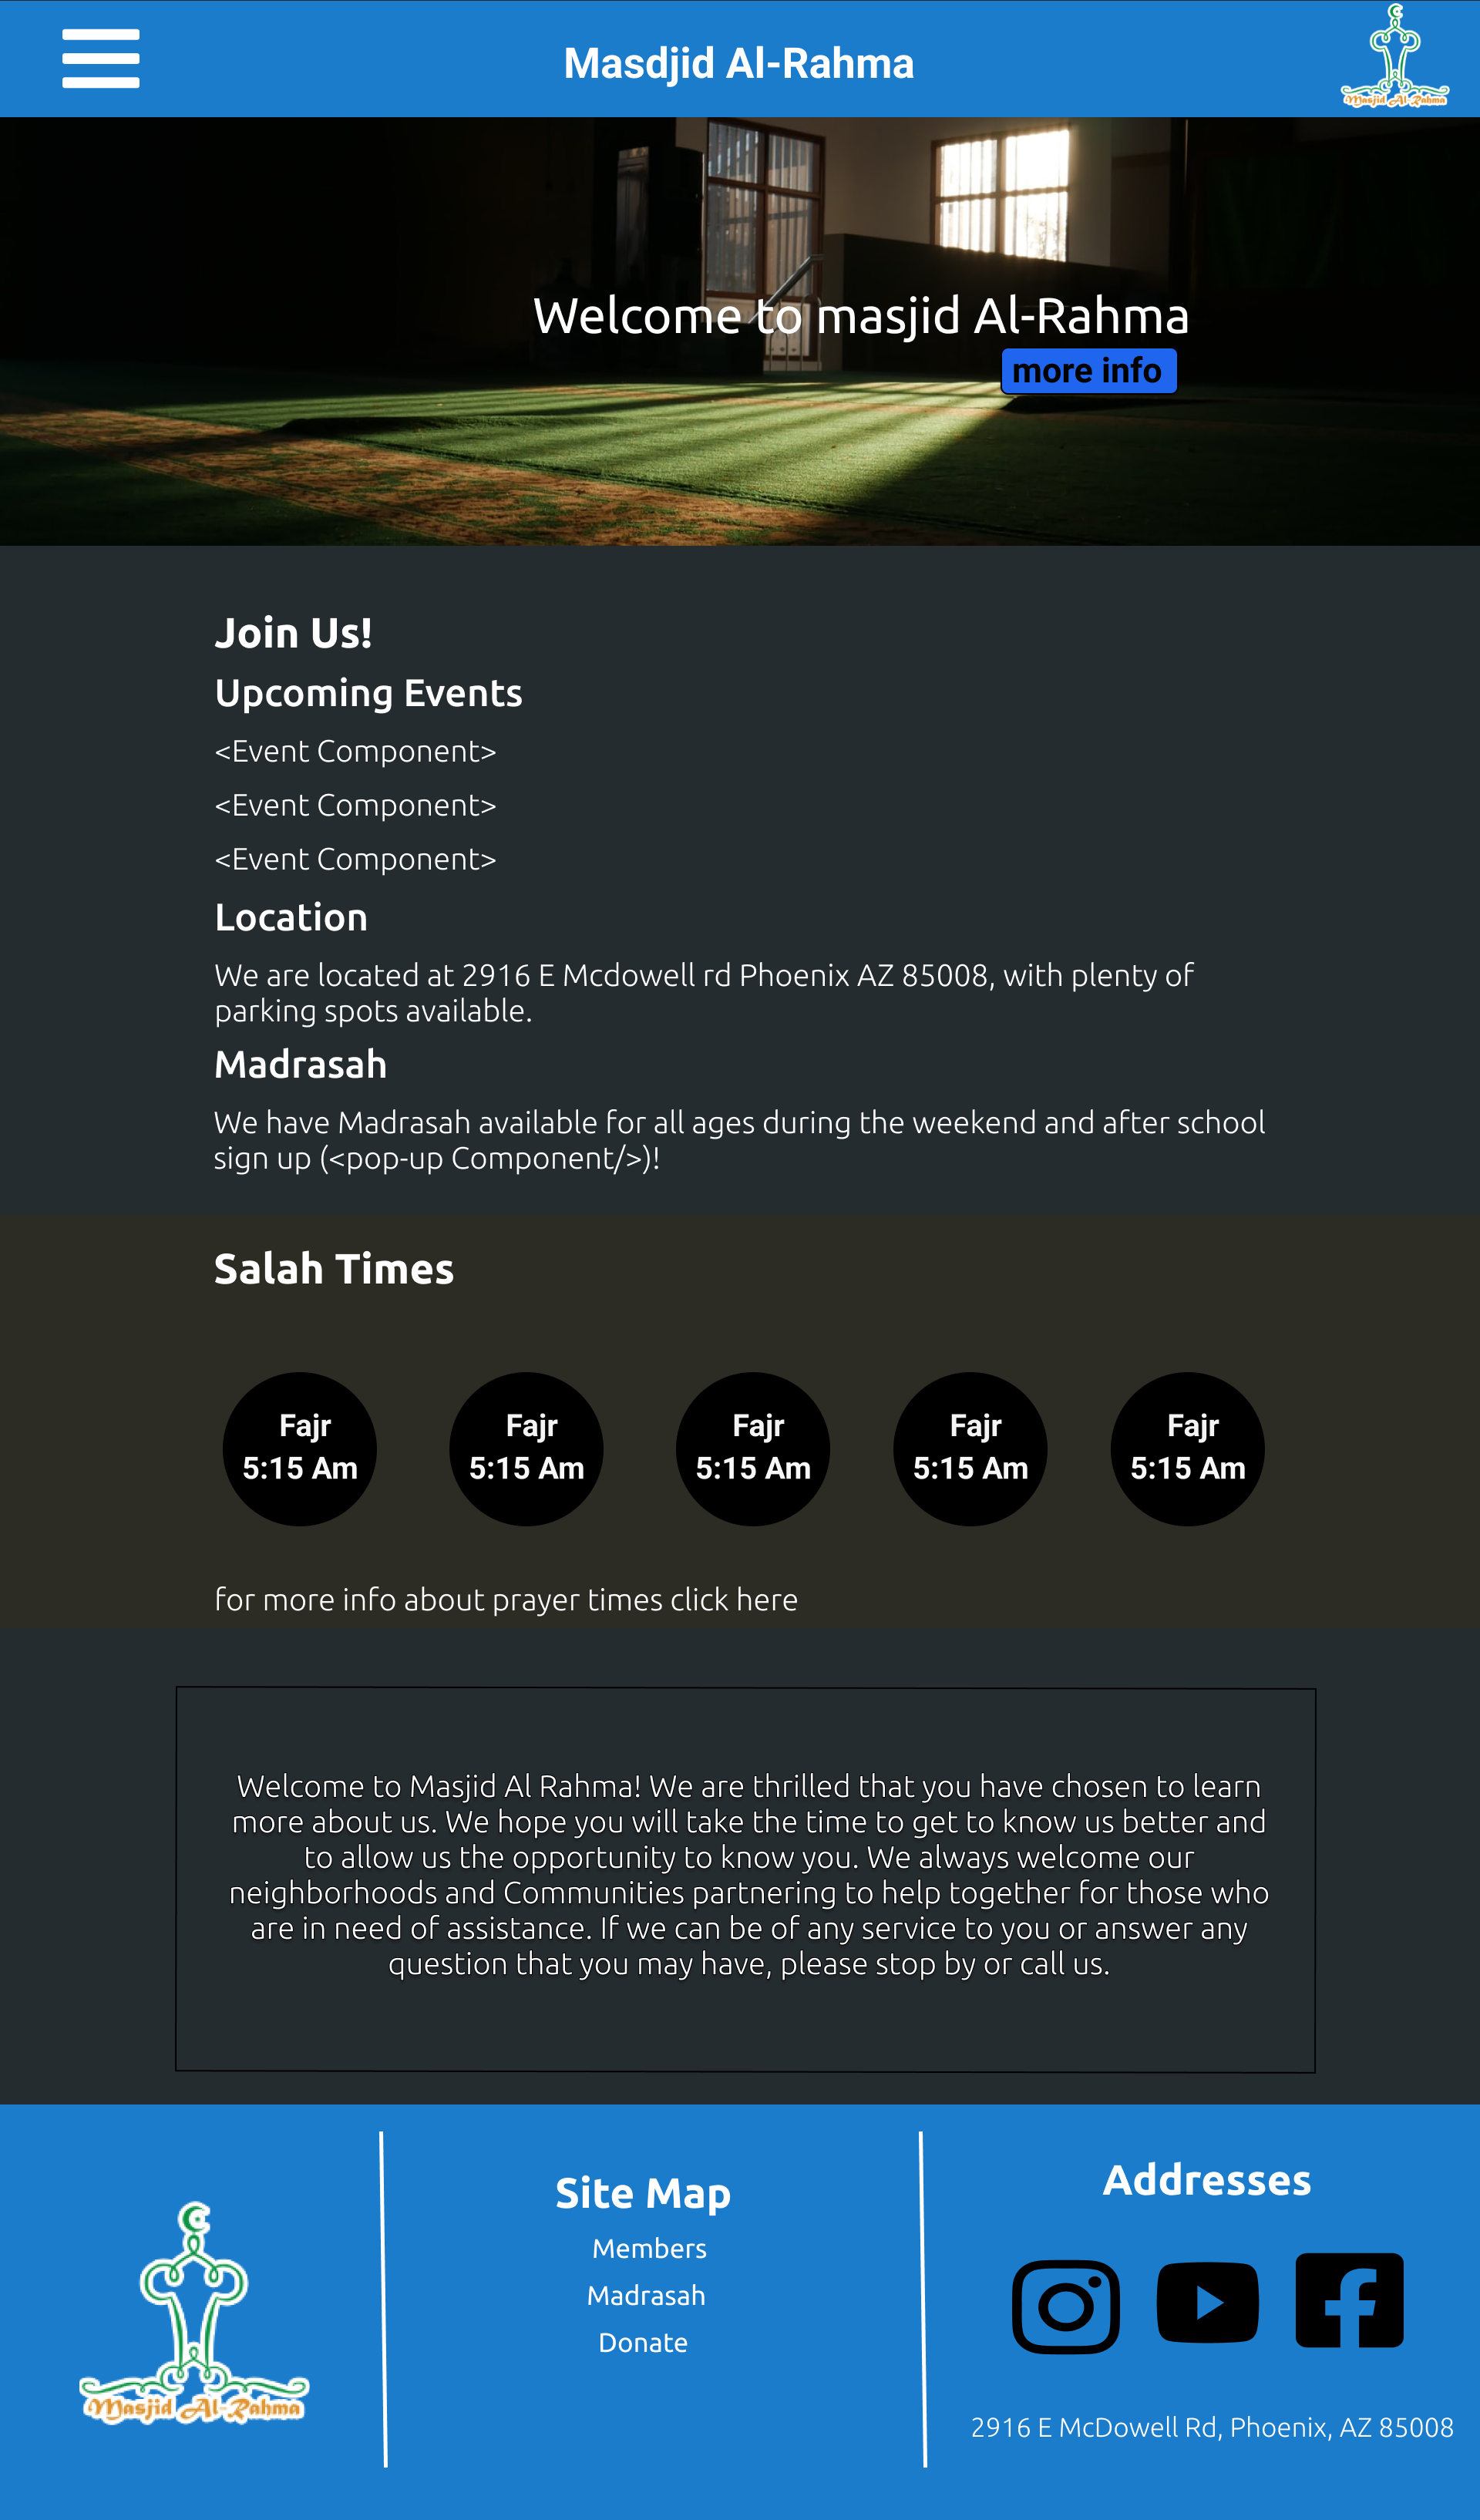 Masdjid Al-Rahma
Masjid Al-Rahma
Welcome to masjid Al-Rahma
more info
Join Us!
Upcoming Events
<Event Component>
<Event Component>
<Event Component>
Location
We are located at 2916 E Mcdowell rd Phoenix AZ 85008, with plenty of
parking spots available.
Madrasah
We have Madrasah available for all ages during the weekend and after school
sign up (<pop-up Component/>)!
Salah Times
Fajr
5:15 Am
Fajr
5:15 Am
Fajr
5:15 Am
Fajr
5:15 Am
Fajr
5:15 Am
for more info about prayer times click here
Welcome to Masjid Al Rahma! We are thrilled that you have chosen to learn
more about us. We hope you will take the time to get to know us better and
to allow us the opportunity to know you. We always welcome our
neighborhoods and Communities partnering to help together for those who
are in need of assistance. If we can be of any service to you or answer any
question that you may have, please stop by or call us.
Masjid Al-Rahma
Site Map
Members
Madrasah
Donate
Addresses
2916 E McDowell Rd, Phoenix, AZ 85008